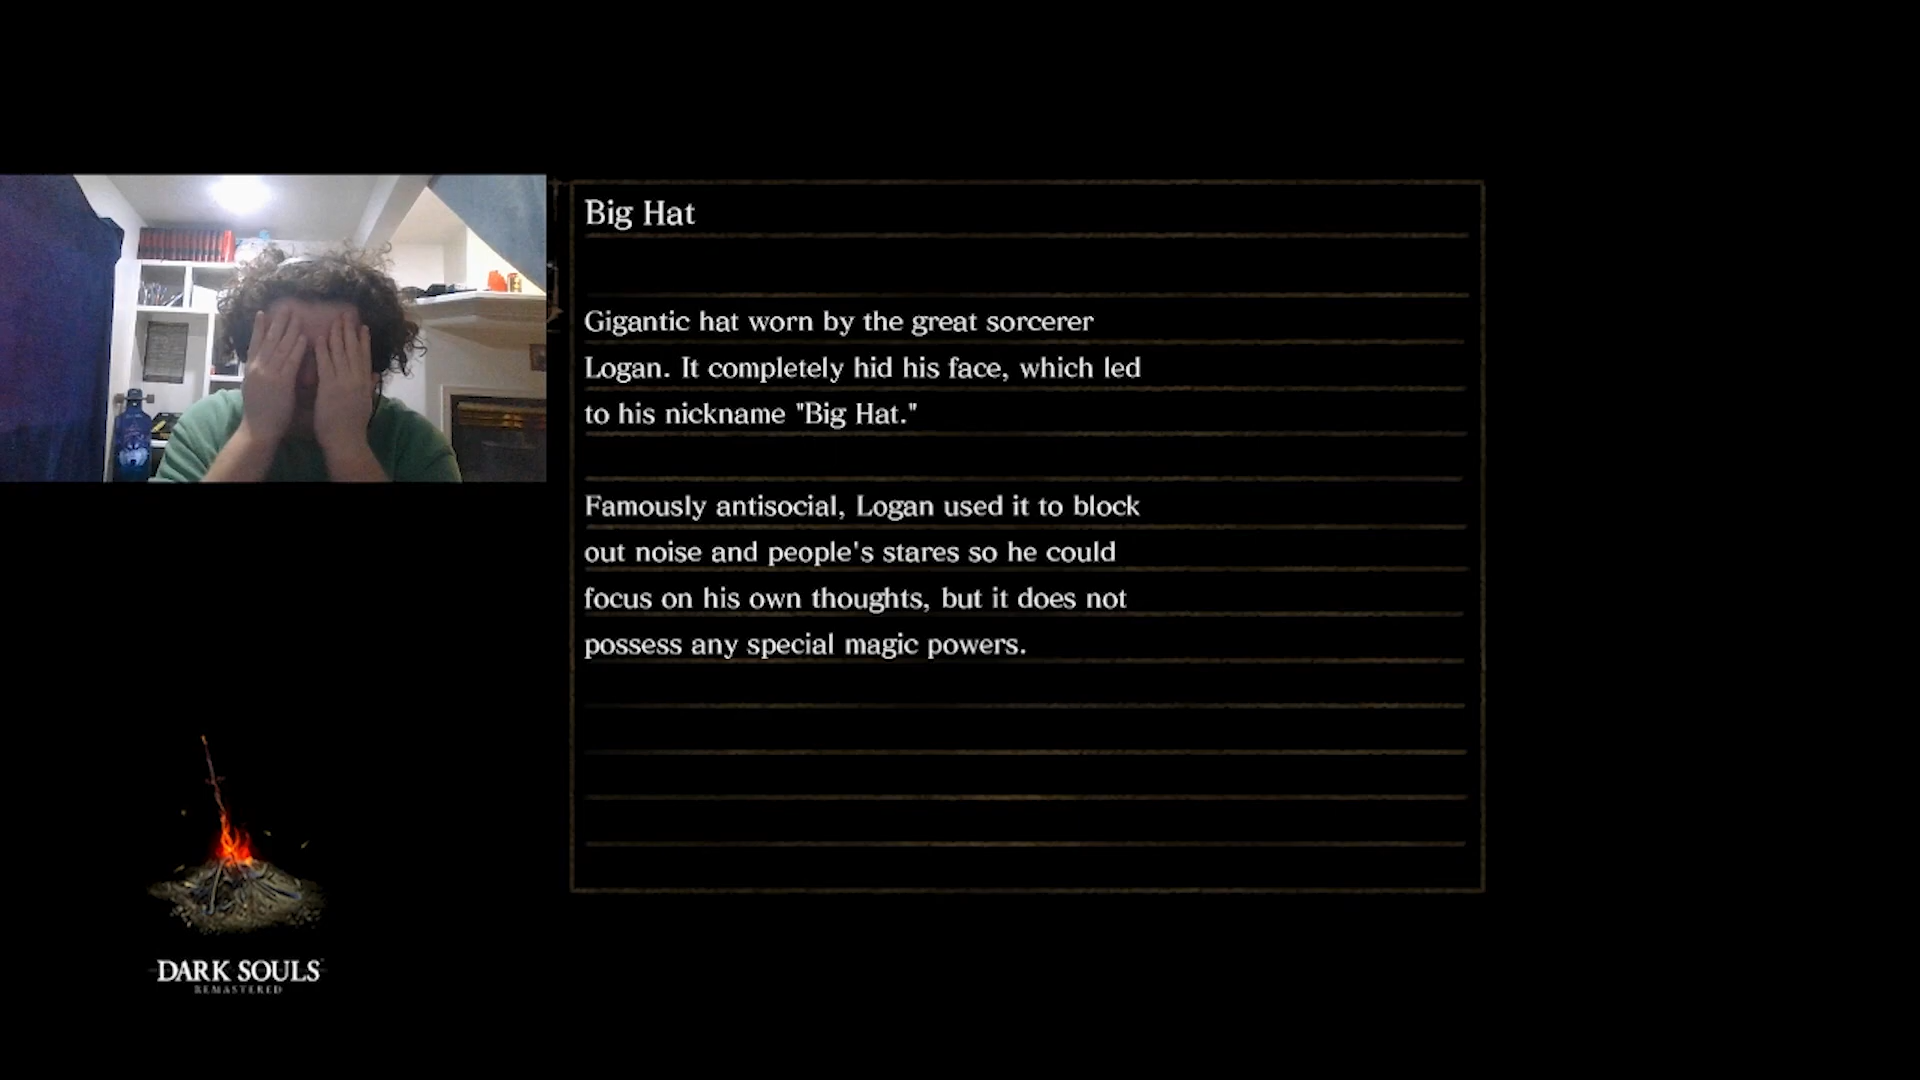 Big Hat
Gigantic hat worn by the great sorcerer
Logan. It completely hid his face, which led
to his nickname "Big Hat."
Famously antisocial, Logan used it to block
out noise and people's stares so he could
focus on his own thoughts, but it does not
possess any special magic powers.
DARK SOULS
REMASTERED